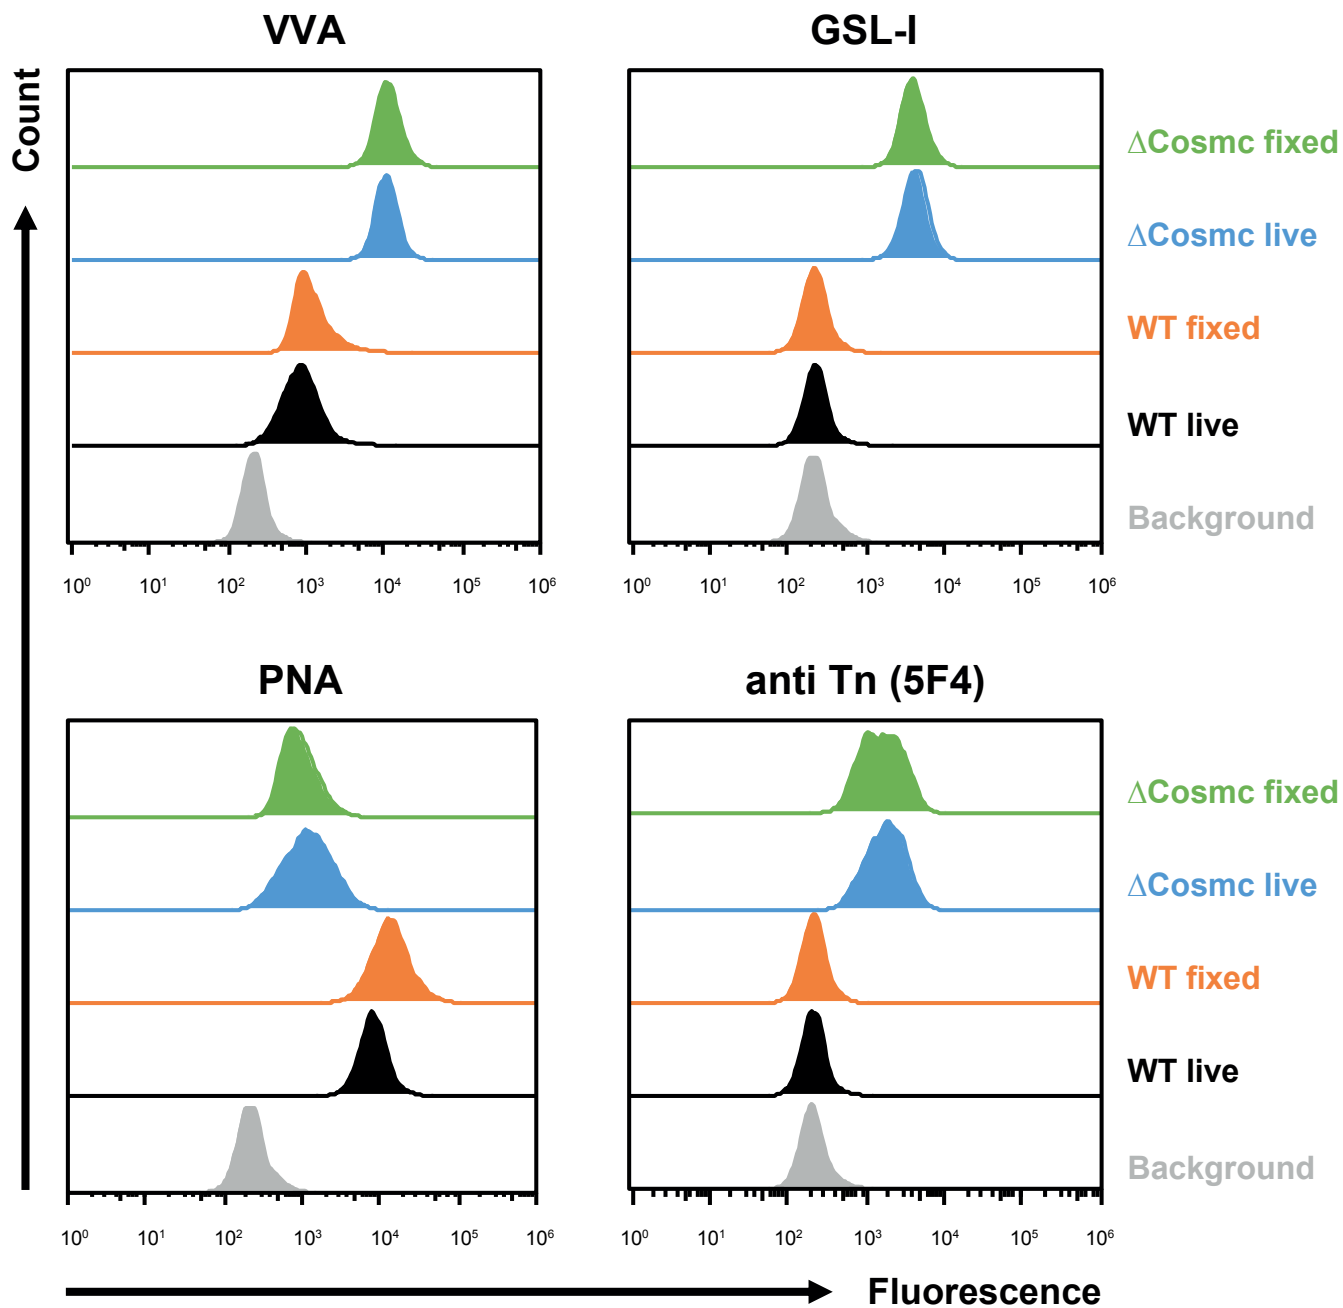 VVA
GSL-I
Count
ΔCosmc fixed
ΔCosmc live
WT fixed
WT live
Background
10⁰ 10¹ 10² 10³ 10⁴ 10⁵ 10⁶
10⁰ 10¹ 10² 10³ 10⁴ 10⁵ 10⁶
PNA
anti Tn (5F4)
ΔCosmc fixed
ΔCosmc live
WT fixed
WT live
Background
10⁰ 10¹ 10² 10³ 10⁴ 10⁵ 10⁶
10⁰ 10¹ 10² 10³ 10⁴ 10⁵ 10⁶
Fluorescence